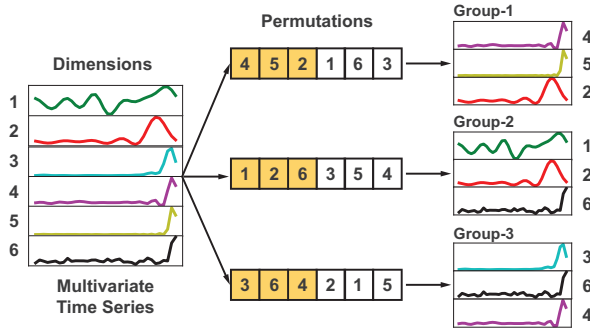 Dimensions
1
2
3
4
5
6
Multivariate
Time Series
Permutations
4 5 2 1 6 3
1 2 6 3 5 4
3 6 4 2 1 5
Group-1
4
5
2
Group-2
1
2
6
Group-3
3
6
4